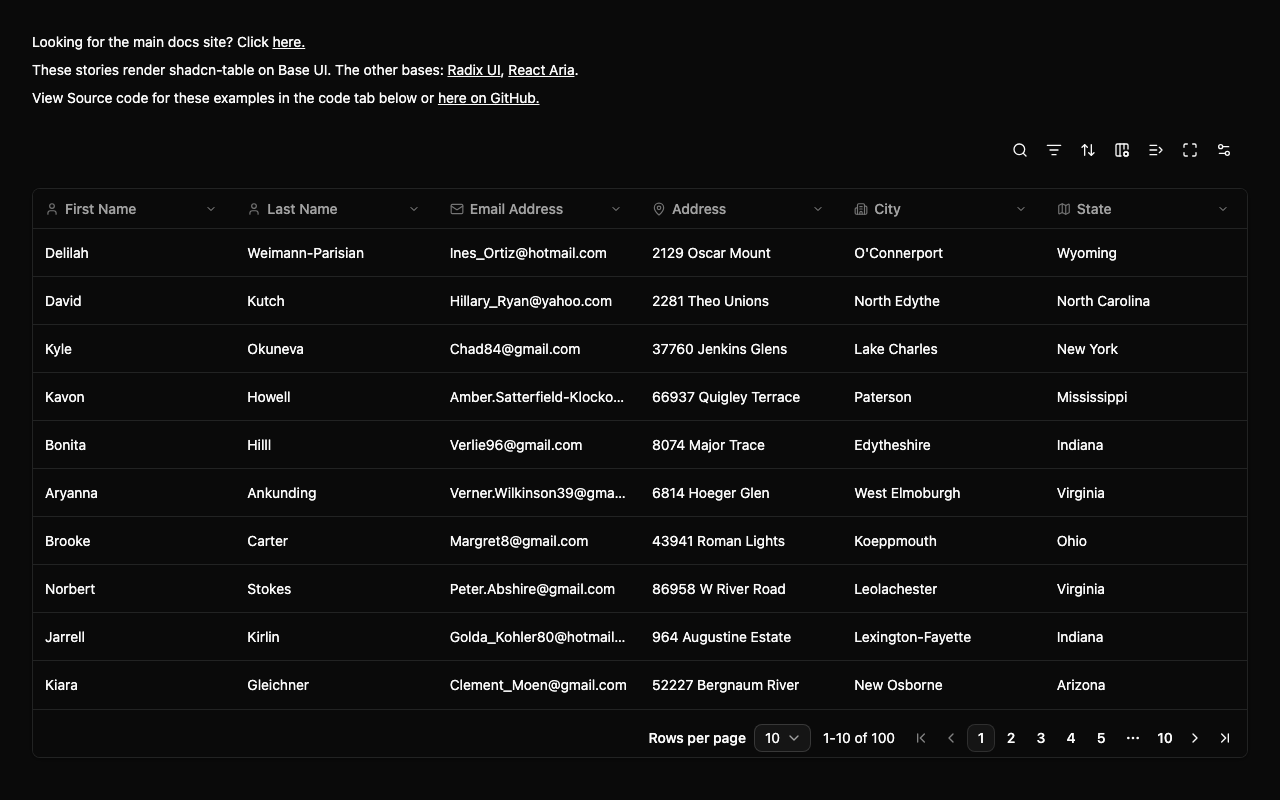 Looking for the main docs site? Click here.
These stories render shadcn-table on Base UI. The other bases: Radix UI, React Aria.
View Source code for these examples in the code tab below or here on GitHub.
First Name Last Name Email Address Address City State
Delilah Weimann-Parisian Ines_Ortiz@hotmail.com 2129 Oscar Mount O'Connerport Wyoming
David Kutch Hillary_Ryan@yahoo.com 2281 Theo Unions North Edythe North Carolina
Kyle Okuneva Chad84@gmail.com 37760 Jenkins Glens Lake Charles New York
Kavon Howell Amber.Satterfield-Klocko... 66937 Quigley Terrace Paterson Mississippi
Bonita Hilll Verlie96@gmail.com 8074 Major Trace Edytheshire Indiana
Aryanna Ankunding Verner.Wilkinson39@gma... 6814 Hoeger Glen West Elmoburgh Virginia
Brooke Carter Margret8@gmail.com 43941 Roman Lights Koeppmouth Ohio
Norbert Stokes Peter.Abshire@gmail.com 86958 W River Road Leolachester Virginia
Jarrell Kirlin Golda_Kohler80@hotmail... 964 Augustine Estate Lexington-Fayette Indiana
Kiara Gleichner Clement_Moen@gmail.com 52227 Bergnaum River New Osborne Arizona
Rows per page 10 1-10 of 100 1 2 3 4 5 ... 10